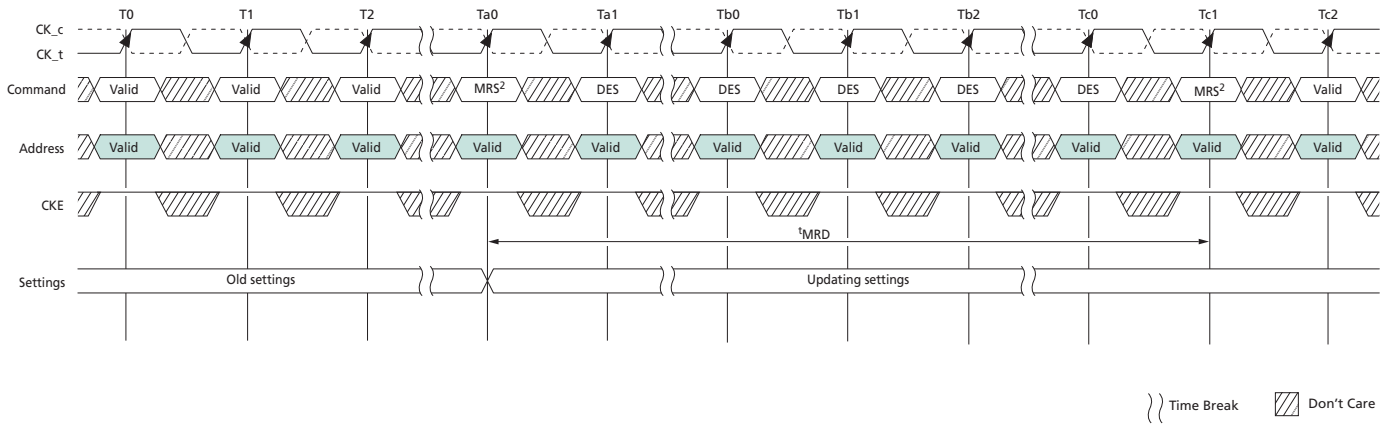 T0 T1 T2 Ta0 Ta1 Tb0 Tb1 Tb2 Tc0 Tc1 Tc2
CK_c
CK_t
Command Valid Valid Valid MRS² DES DES DES DES DES MRS² Valid
Address Valid Valid Valid Valid Valid Valid Valid Valid Valid Valid Valid
CKE
ᵗMRD
Settings Old settings Updating settings
Time Break Don't Care